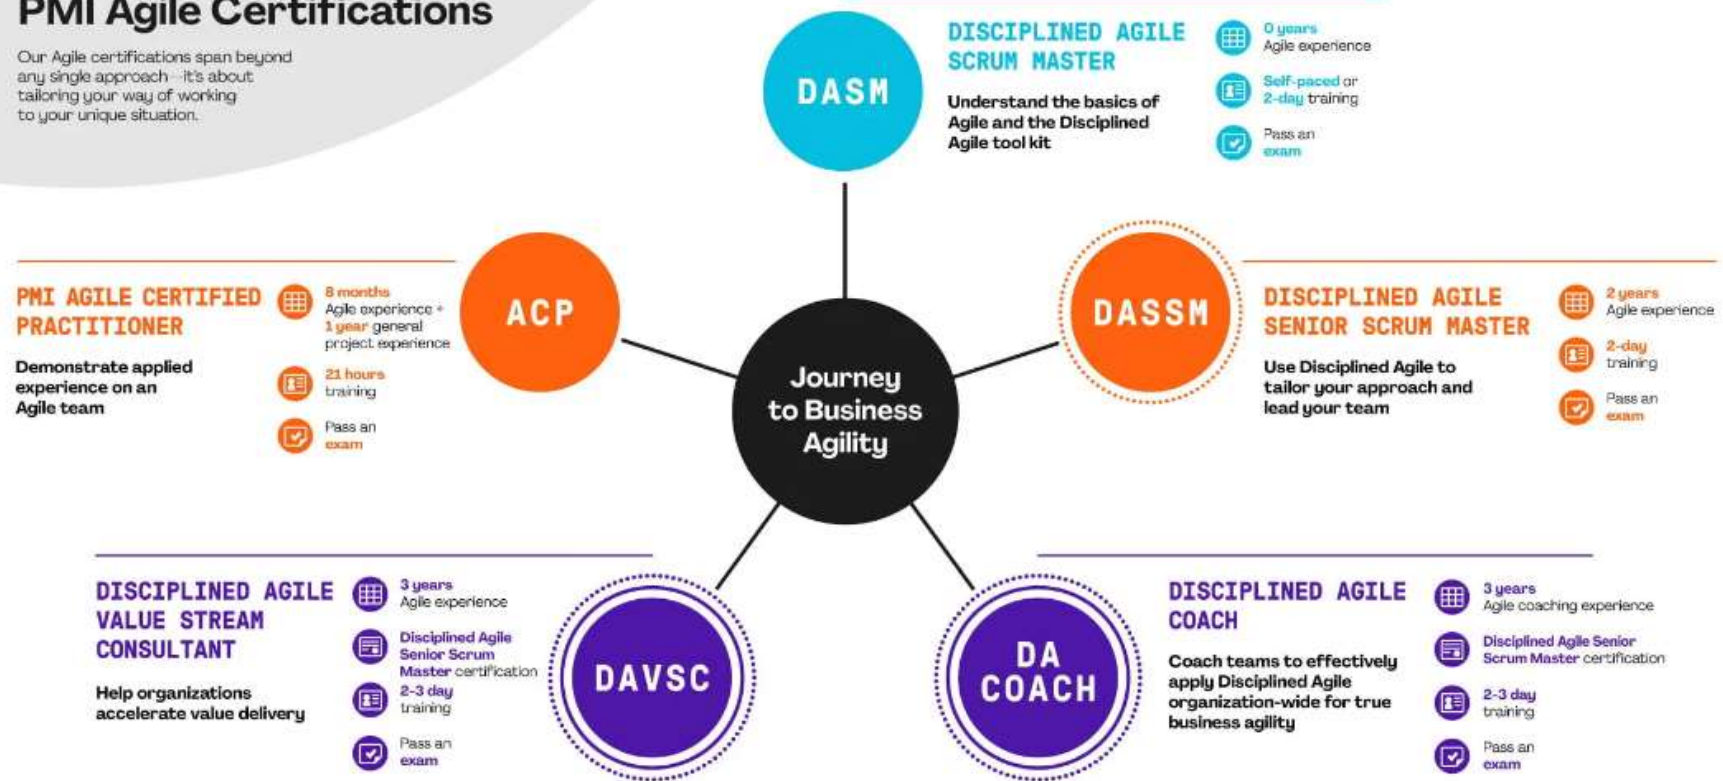 PMI Agile Certifications
Our Agile certifications span beyond
any single approach—it's about
tailoring your way of working
to your unique situation.
DASM
DISCIPLINED AGILE
SCRUM MASTER
Understand the basics of
Agile and the Disciplined
Agile tool kit
0 years
Agile experience
Self-paced or
2-day training
Pass an
exam
PMI AGILE CERTIFIED
PRACTITIONER
Demonstrate applied
experience on an
Agile team
8 months
Agile experience +
1 year general
project experience
21 hours
training
Pass an
exam
ACP
Journey
to Business
Agility
DASSM
DISCIPLINED AGILE
SENIOR SCRUM MASTER
Use Disciplined Agile to
tailor your approach and
lead your team
2 years
Agile experience
2-day
training
Pass an
exam
DISCIPLINED AGILE
VALUE STREAM
CONSULTANT
Help organizations
accelerate value delivery
3 years
Agile experience
Disciplined Agile
Senior Scrum
Master certification
2-3 day
training
Pass an
exam
DAVSC
DA
COACH
DISCIPLINED AGILE
COACH
Coach teams to effectively
apply Disciplined Agile
organization-wide for true
business agility
3 years
Agile coaching experience
Disciplined Agile Senior
Scrum Master certification
2-3 day
training
Pass an
exam